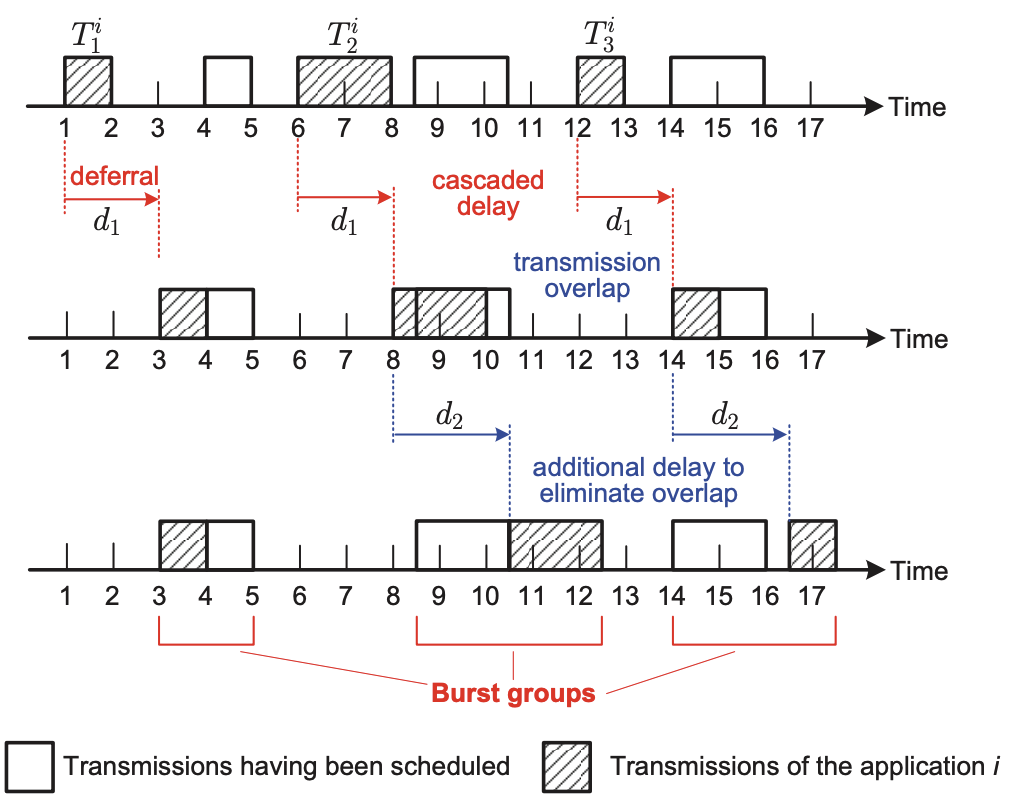 T_1^i T_2^i T_3^i
Time
1 2 3 4 5 6 7 8 9 10 11 12 13 14 15 16 17
deferral
d_1
d_1
cascaded
delay
d_1
transmission
overlap
Time
1 2 3 4 5 6 7 8 9 10 11 12 13 14 15 16 17
d_2
d_2
additional delay to
eliminate overlap
Time
1 2 3 4 5 6 7 8 9 10 11 12 13 14 15 16 17
Burst groups
Transmissions having been scheduled
Transmissions of the application i